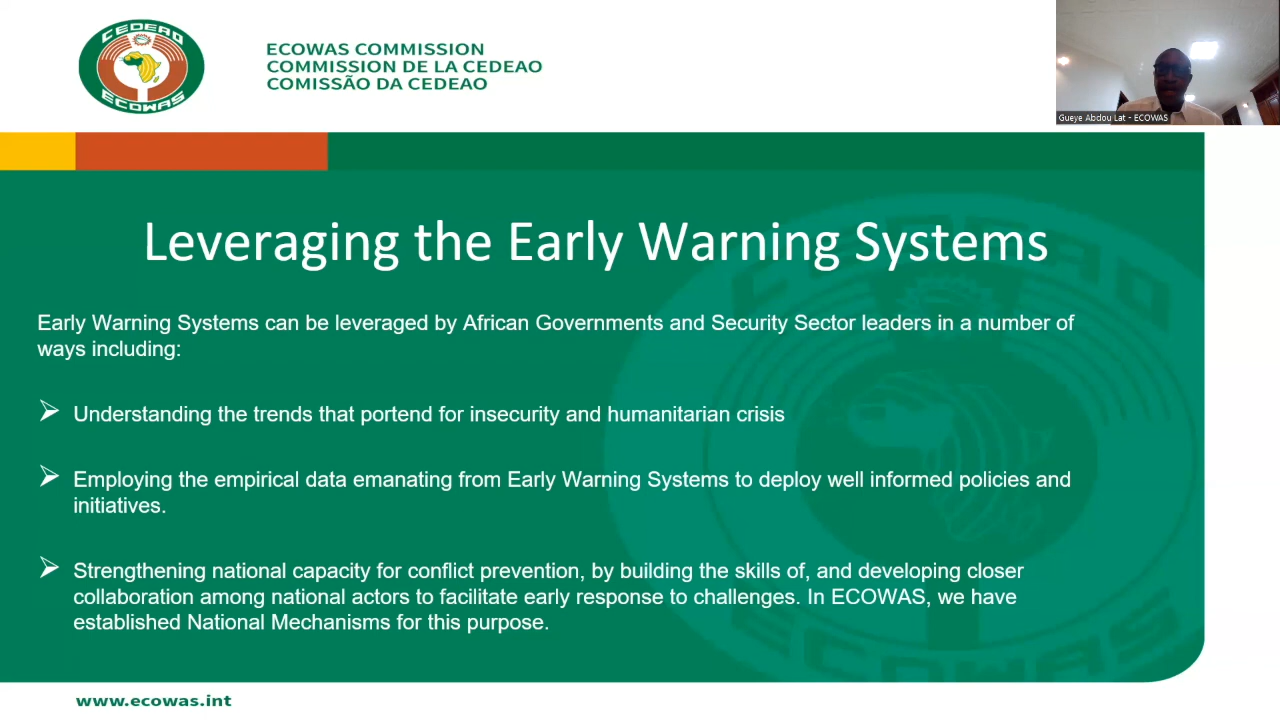 CEDEAO
ECOWAS
ECOWAS COMMISSION
COMMISSION DE LA CEDEAO
COMISSÃO DA CEDEAO
Gueye Abdou Lat - ECOWAS
Leveraging the Early Warning Systems
Early Warning Systems can be leveraged by African Governments and Security Sector leaders in a number of
ways including:
Understanding the trends that portend for insecurity and humanitarian crisis
Employing the empirical data emanating from Early Warning Systems to deploy well informed policies and
initiatives.
Strengthening national capacity for conflict prevention, by building the skills of, and developing closer
collaboration among national actors to facilitate early response to challenges. In ECOWAS, we have
established National Mechanisms for this purpose.
CEDEAO
ECOWAS
www.ecowas.int